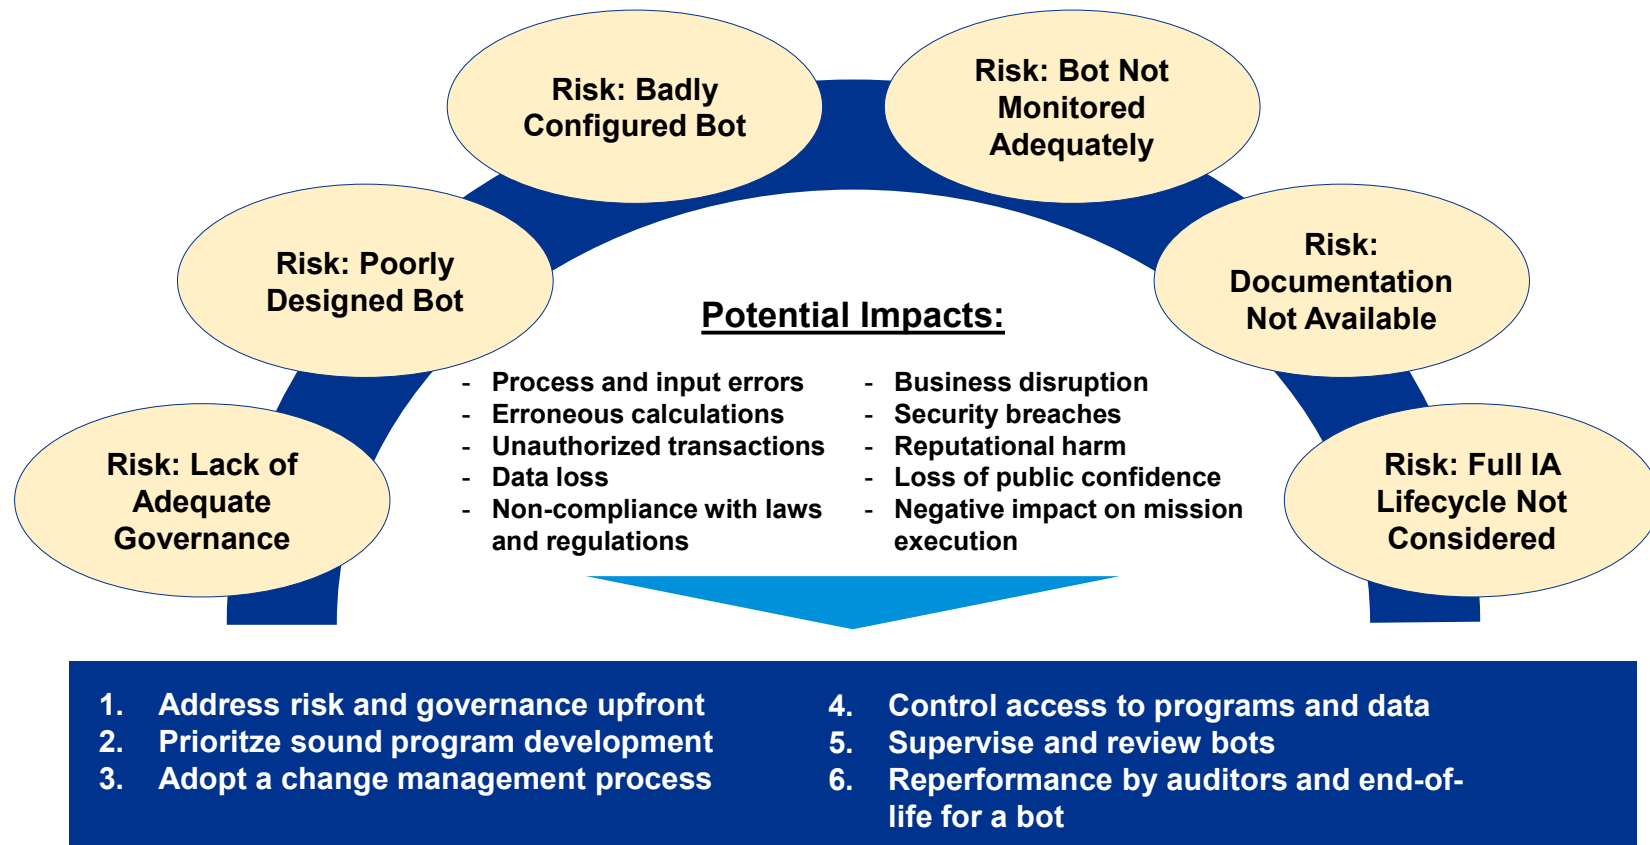 Risk: Lack of
Adequate
Governance
Risk: Poorly
Designed Bot
Risk: Badly
Configured Bot
Risk: Bot Not
Monitored
Adequately
Risk:
Documentation
Not Available
Risk: Full IA
Lifecycle Not
Considered
Potential Impacts:
- Process and input errors
- Erroneous calculations
- Unauthorized transactions
- Data loss
- Non-compliance with laws
and regulations
- Business disruption
- Security breaches
- Reputational harm
- Loss of public confidence
- Negative impact on mission
execution
1. Address risk and governance upfront
2. Prioritze sound program development
3. Adopt a change management process
4. Control access to programs and data
5. Supervise and review bots
6. Reperformance by auditors and end-of-
life for a bot